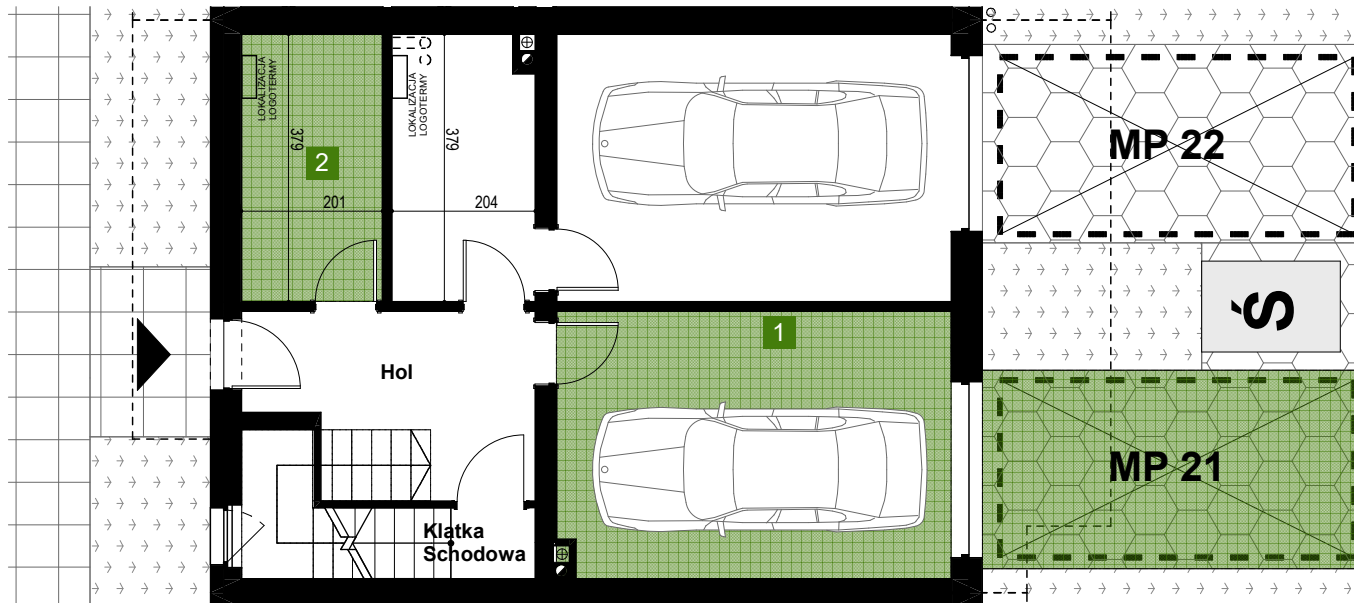 LOKALIZACJA
LOGOTERMY
379
2
201
LOKALIZACJA
LOGOTERMY
379
204
MP 22
Ś
1
Hol
MP 21
Klatka
Schodowa